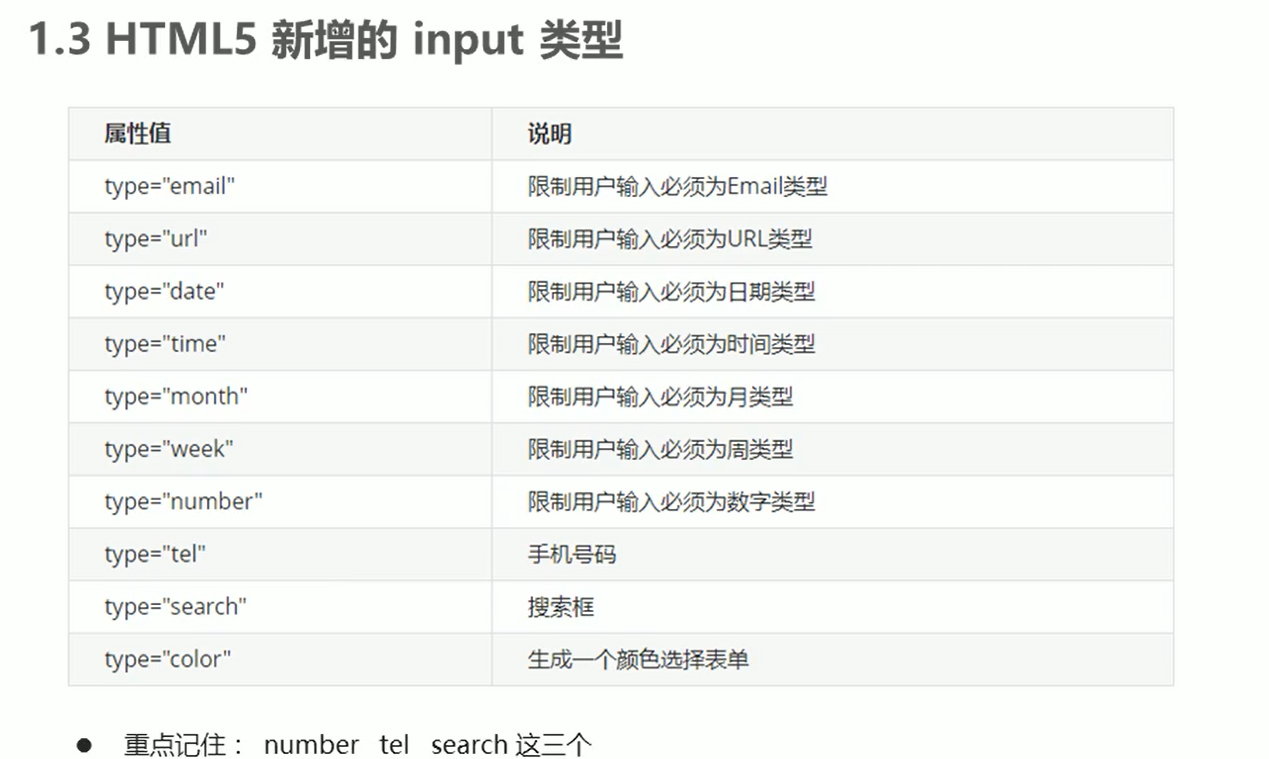 1.3 HTML5 新增的 input 类型
属性值 说明
type="email" 限制用户输入必须为Email类型
type="url" 限制用户输入必须为URL类型
type="date" 限制用户输入必须为日期类型
type="time" 限制用户输入必须为时间类型
type="month" 限制用户输入必须为月类型
type="week" 限制用户输入必须为周类型
type="number" 限制用户输入必须为数字类型
type="tel" 手机号码
type="search" 搜索框
type="color" 生成一个颜色选择表单
● 重点记住： number tel search 这三个